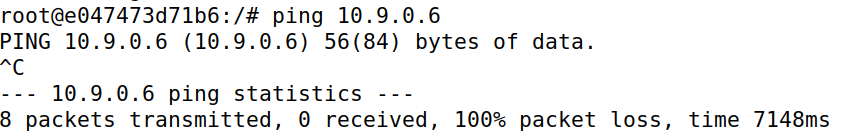 root@e047473d71b6:/# ping 10.9.0.6
PING 10.9.0.6 (10.9.0.6) 56(84) bytes of data.
^C
--- 10.9.0.6 ping statistics ---
8 packets transmitted, 0 received, 100% packet loss, time 7148ms